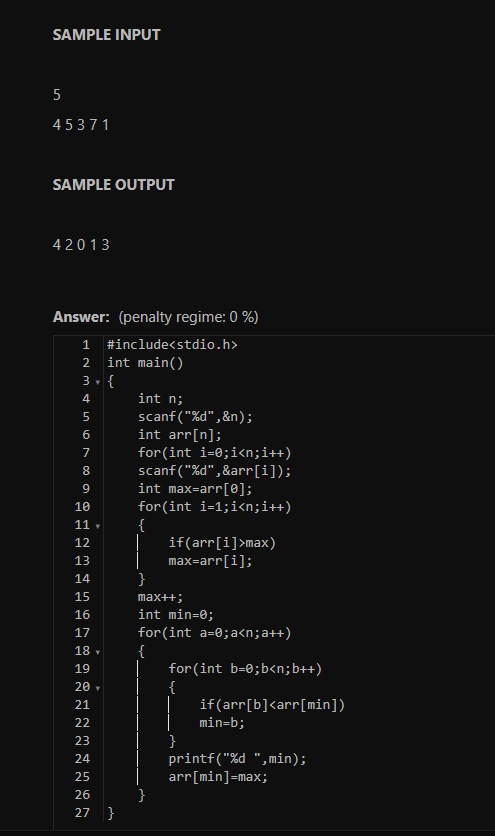 SAMPLE INPUT
5
4 5 3 7 1
SAMPLE OUTPUT
4 2 0 1 3
Answer: (penalty regime: 0 %)
1 #include<stdio.h>
2 int main()
3 {
4     int n;
5     scanf("%d",&n);
6     int arr[n];
7     for(int i=0;i<n;i++)
8     scanf("%d",&arr[i]);
9     int max=arr[0];
10     for(int i=1;i<n;i++)
11     {
12         if(arr[i]>max)
13         max=arr[i];
14     }
15     max++;
16     int min=0;
17     for(int a=0;a<n;a++)
18     {
19         for(int b=0;b<n;b++)
20         {
21             if(arr[b]<arr[min])
22             min=b;
23         }
24         printf("%d ",min);
25         arr[min]=max;
26     }
27 }